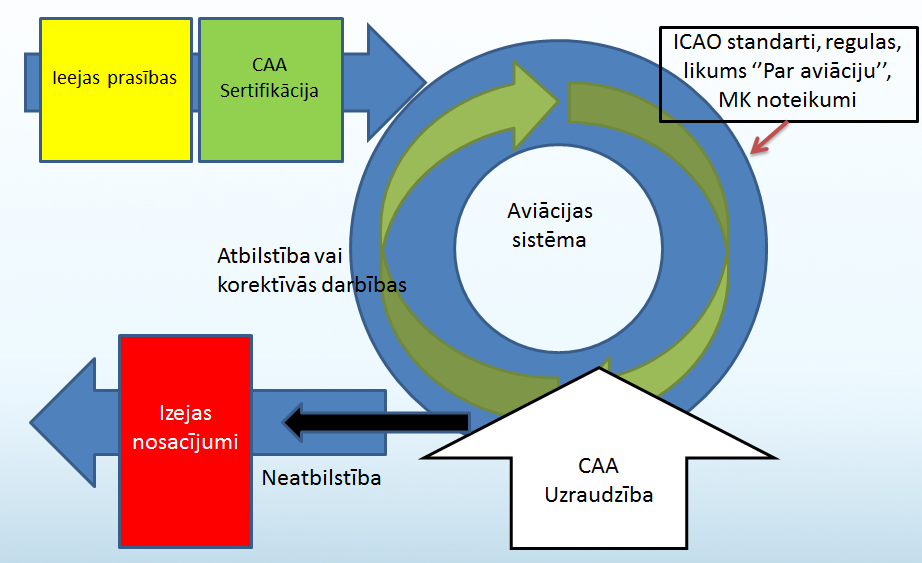 Ieejas prasības
CAA
Sertifikācija
ICAO standarti, regulas,
likums ‘’Par aviāciju’’,
MK noteikumi
Aviācijas
sistēma
Atbilstība vai
korektīvās darbības
Izejas
nosacījumi
Neatbilstība
CAA
Uzraudzība